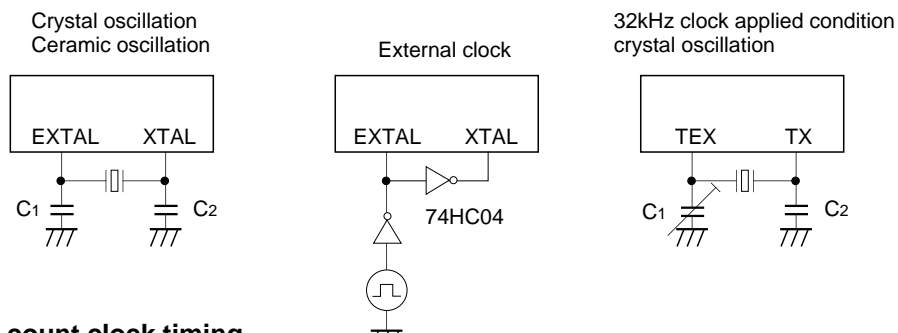 Crystal oscillation
Ceramic oscillation
EXTAL XTAL
C1 C2
External clock
EXTAL XTAL
74HC04
32kHz clock applied condition
crystal oscillation
TEX TX
C1 C2
count clock timing